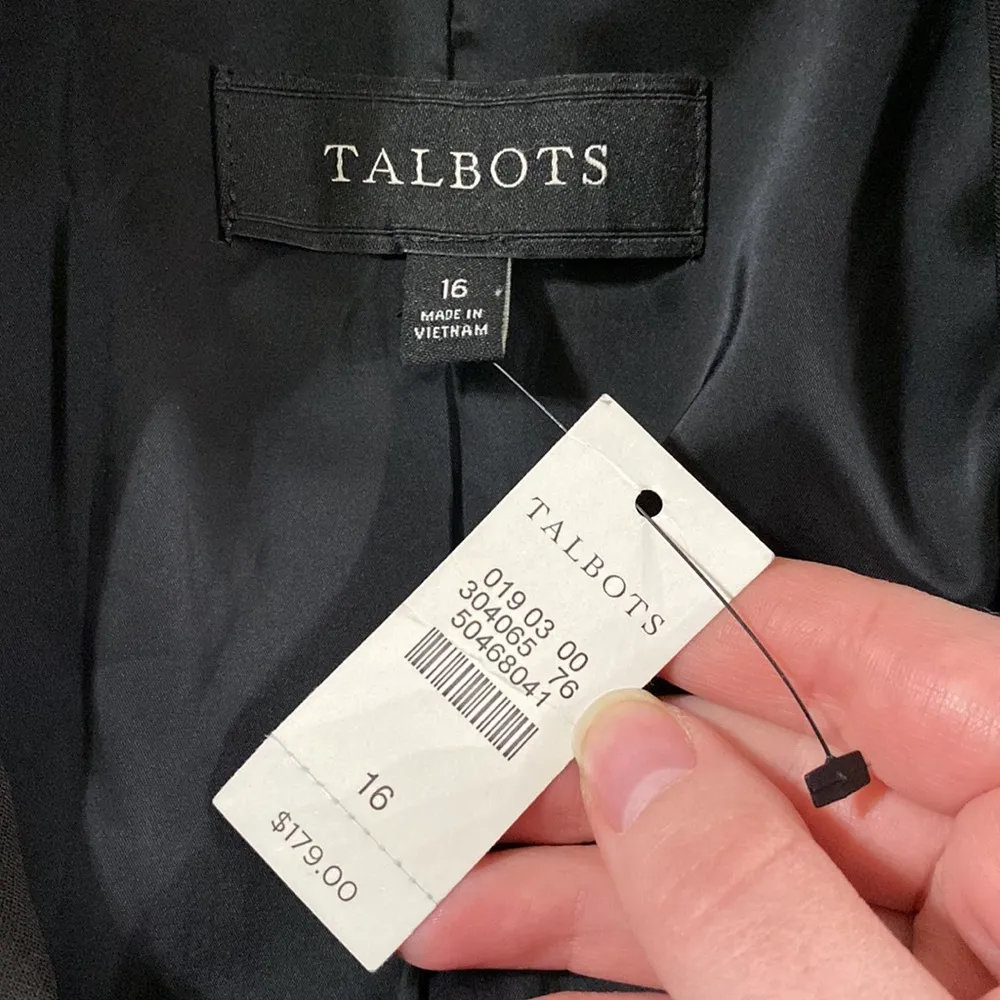 TALBOTS
16
MADE IN
VIETNAM
TALBOTS
019 03 00
304065 76
50468041
16
$179.00